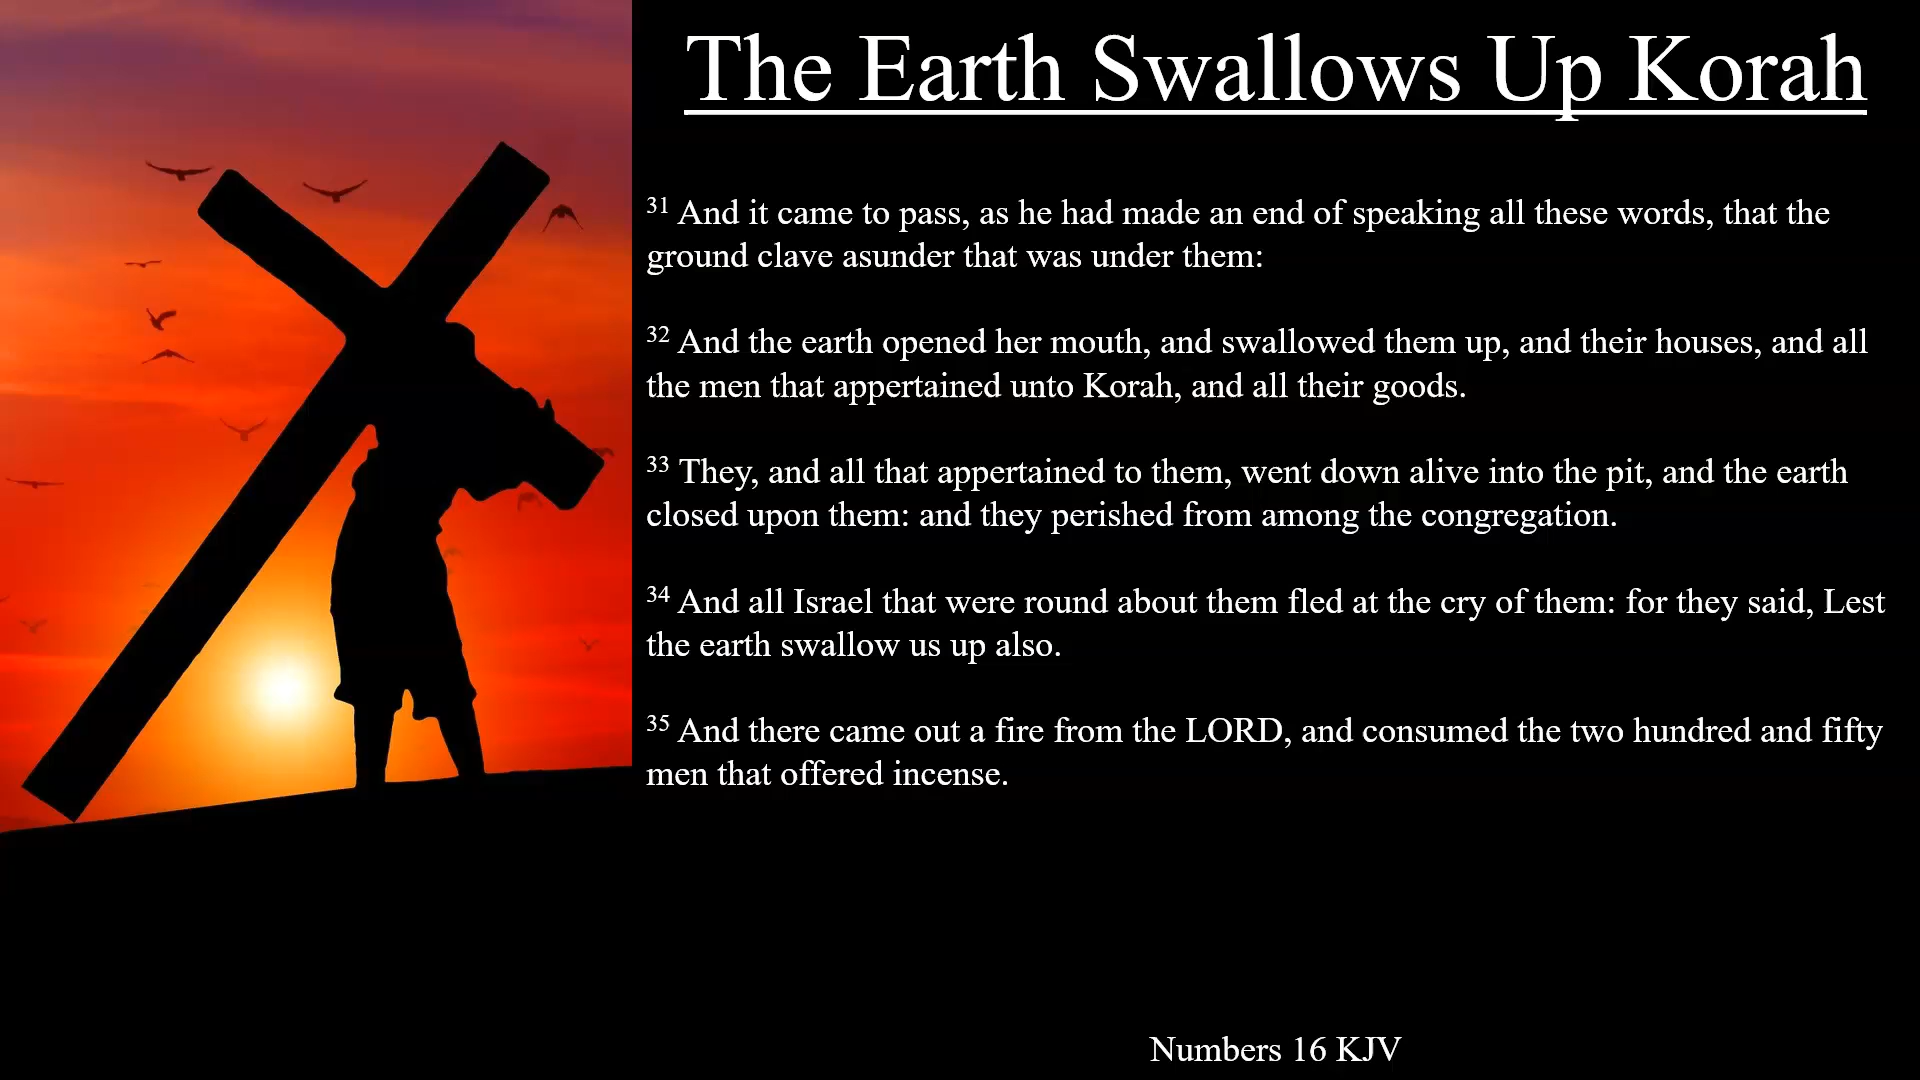 The Earth Swallows Up Korah
31 And it came to pass, as he had made an end of speaking all these words, that the
ground clave asunder that was under them:
32 And the earth opened her mouth, and swallowed them up, and their houses, and all
the men that appertained unto Korah, and all their goods.
33 They, and all that appertained to them, went down alive into the pit, and the earth
closed upon them: and they perished from among the congregation.
34 And all Israel that were round about them fled at the cry of them: for they said, Lest
the earth swallow us up also.
35 And there came out a fire from the LORD, and consumed the two hundred and fifty
men that offered incense.
Numbers 16 KJV